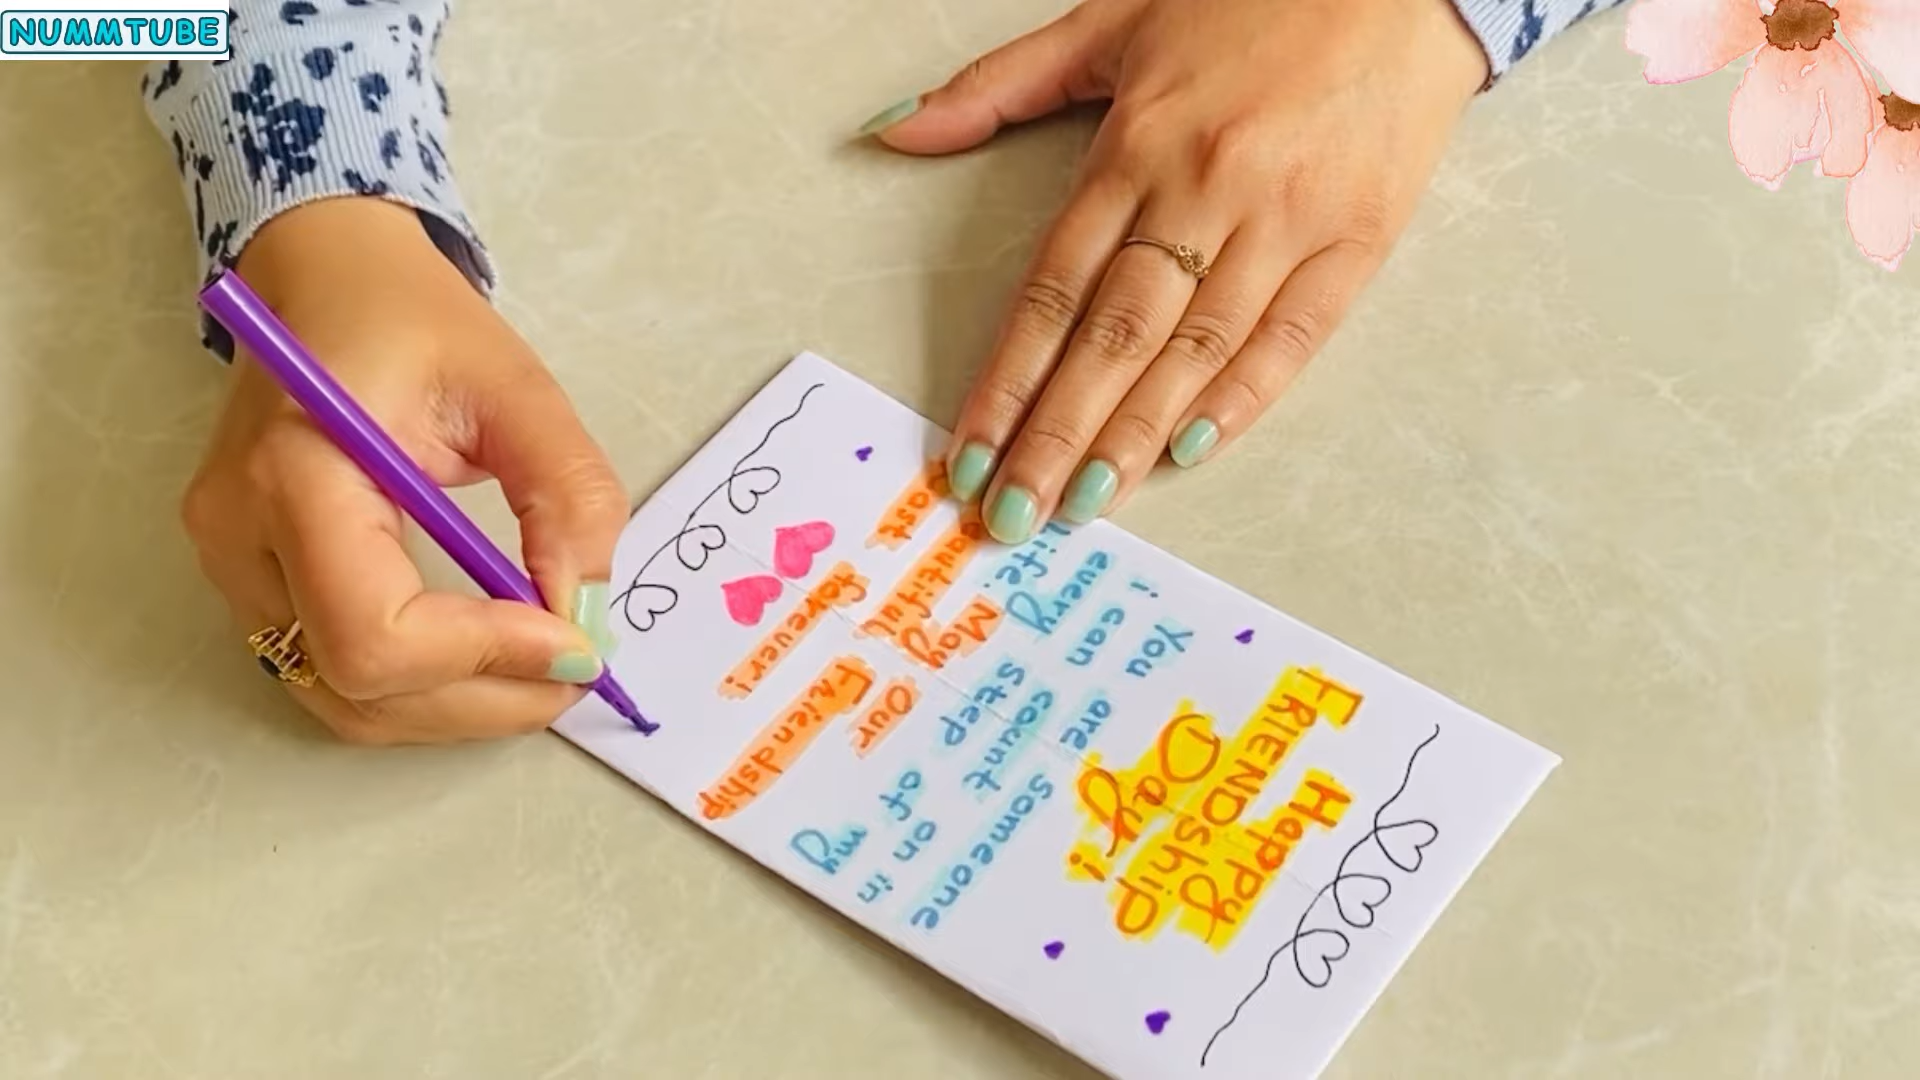 NUMMTUBE
Happy
FRIENDship
Day!
You are someone
i can count on in
every step of my
life. May Our
beautiful Friendship
Last forever!